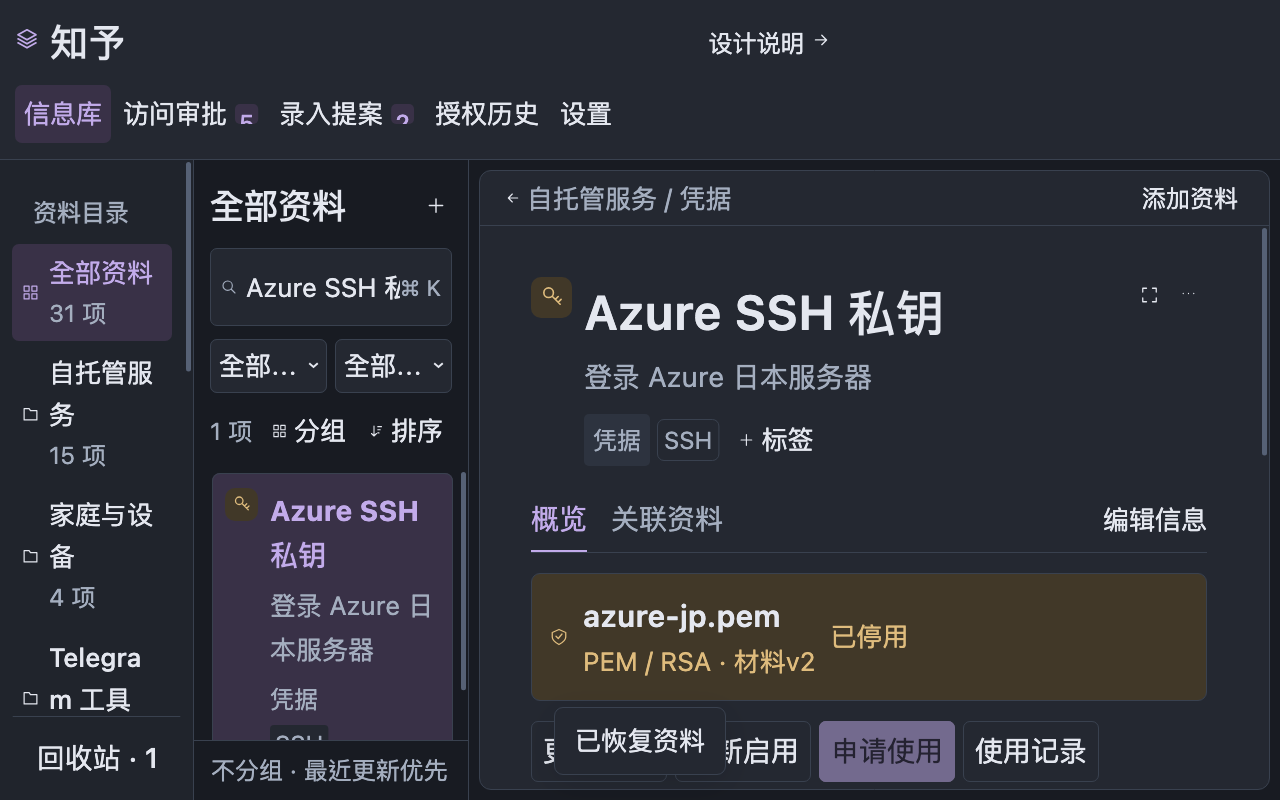 知予
设计说明 →
信息库 访问审批 5 录入提案 2 授权历史 设置
资料目录
全部资料
31 项
自托管服
务
15 项
家庭与设
备
4 项
Telegra
m 工具
回收站 · 1
全部资料 +
Azure SSH 私 ⌘ K
全部… 全部…
1 项 分组 排序
Azure SSH
私钥
登录 Azure 日
本服务器
凭据
SSH
不分组 · 最近更新优先
← 自托管服务 / 凭据 添加资料
Azure SSH 私钥 ...
登录 Azure 日本服务器
凭据 SSH + 标签
概览 关联资料 编辑信息
azure-jp.pem
PEM / RSA · 材料v2
已停用
已恢复资料
新启用 申请使用 使用记录